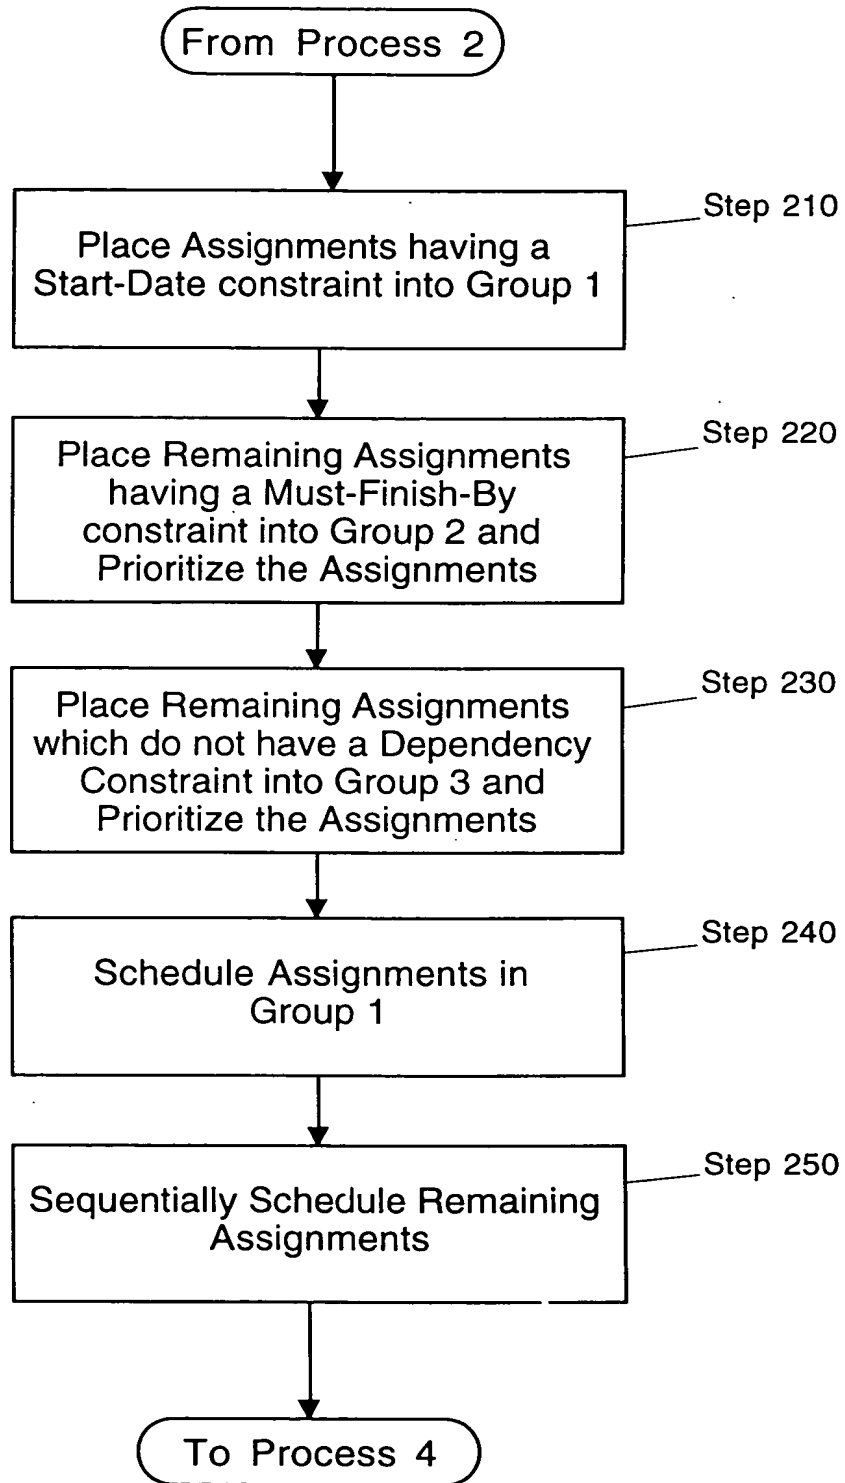 From Process 2
Step 210
Place Assignments having a
Start-Date constraint into Group 1
Step 220
Place Remaining Assignments
having a Must-Finish-By
constraint into Group 2 and
Prioritize the Assignments
Step 230
Place Remaining Assignments
which do not have a Dependency
Constraint into Group 3 and
Prioritize the Assignments
Step 240
Schedule Assignments in
Group 1
Step 250
Sequentially Schedule Remaining
Assignments
To Process 4